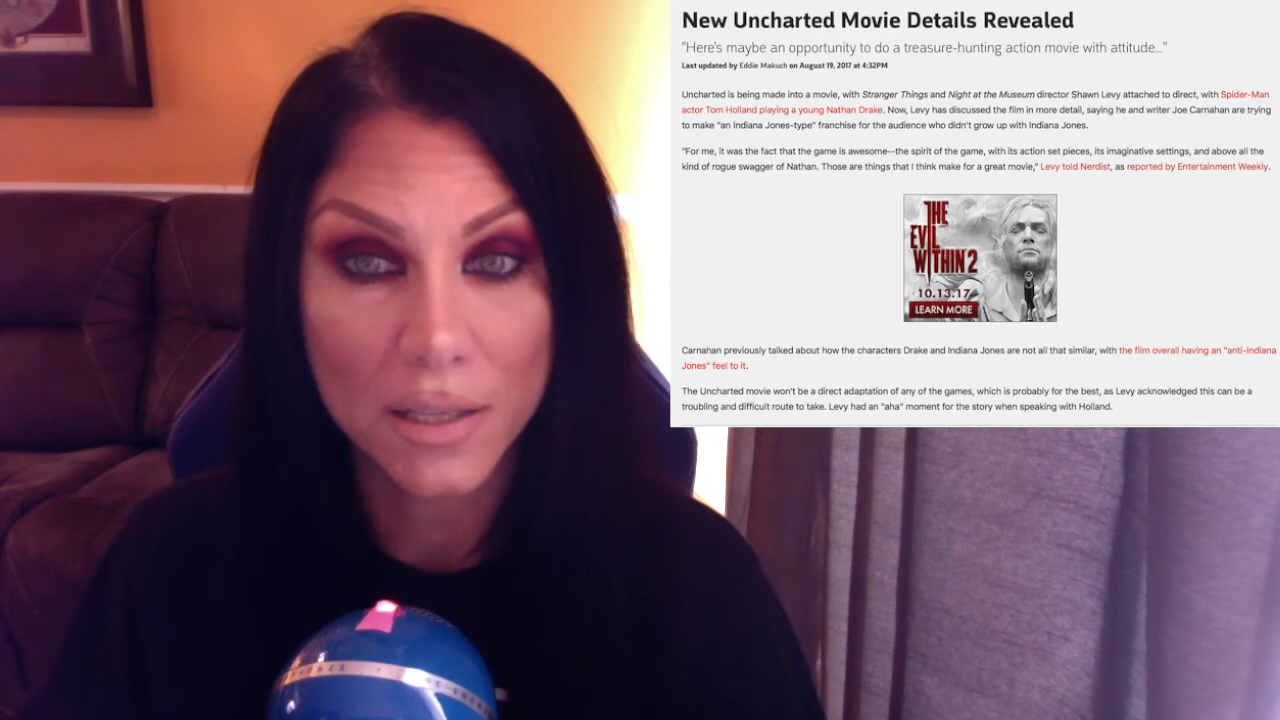 New Uncharted Movie Details Revealed
"Here's maybe an opportunity to do a treasure-hunting action movie with attitude..."
Last updated by Eddie Makuch on August 19, 2017 at 4:32PM
Uncharted is being made into a movie, with Stranger Things and Night at the Museum director Shawn Levy attached to direct, with Spider-Man
actor Tom Holland playing a young Nathan Drake. Now, Levy has discussed the film in more detail, saying he and writer Joe Carnahan are trying
to make "an Indiana Jones-type" franchise for the audience who didn't grow up with Indiana Jones.
"For me, it was the fact that the game is awesome--the spirit of the game, with its action set pieces, its imaginative settings, and above all the
kind of rogue swagger of Nathan. Those are things that I think make for a great movie," Levy told Nerdist, as reported by Entertainment Weekly.
THE
EVIL
WITHIN 2
10.13.17
LEARN MORE
Carnahan previously talked about how the characters Drake and Indiana Jones are not all that similar, with the film overall having an "anti-Indiana
Jones" feel to it.
The Uncharted movie won't be a direct adaptation of any of the games, which is probably for the best, as Levy acknowledged this can be a
troubling and difficult route to take. Levy had an "aha" moment for the story when speaking with Holland.